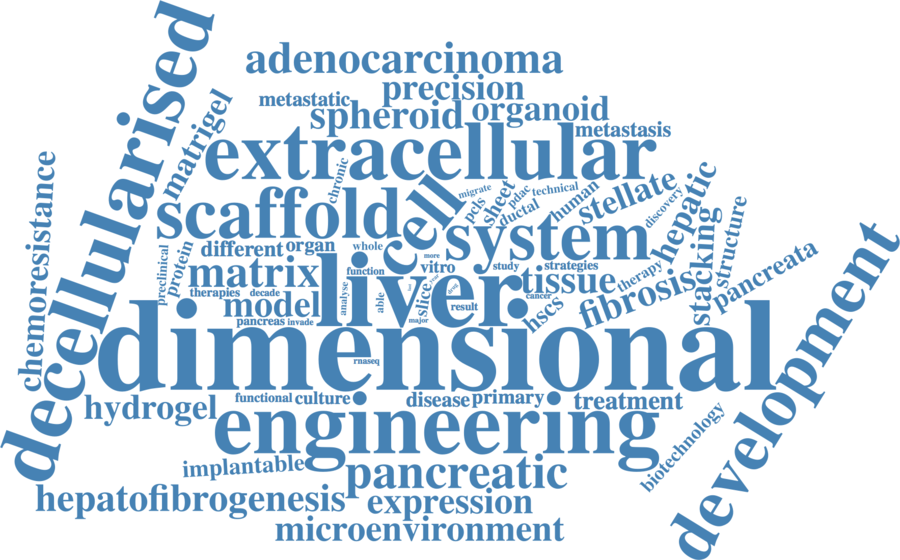 decellularised
adenocarcinoma
precision
metastatic
spheroid
organoid
matrigel
metastasis
extracellular
chemoresistance
chronic
migrate
pdac
technical
sheet
human
stellate
hepatic
pcls
ductal
discovery
scaffold
cell
system
stacking
structure
different
organ
whole
more
protein
preclinical
matrix
function
vitro
study
strategies
tissue
therapy
fibrosis
pancreata
liver
therapies
decade
analyse
able
slice
drug
cancer
model
result
hscs
pancreas
invade
major
dimensional
rnaseq
development
hydrogel
functional
culture
disease
primary
treatment
engineering
biotechnology
implantable
pancreatic
hepatofibrogenesis
expression
microenvironment